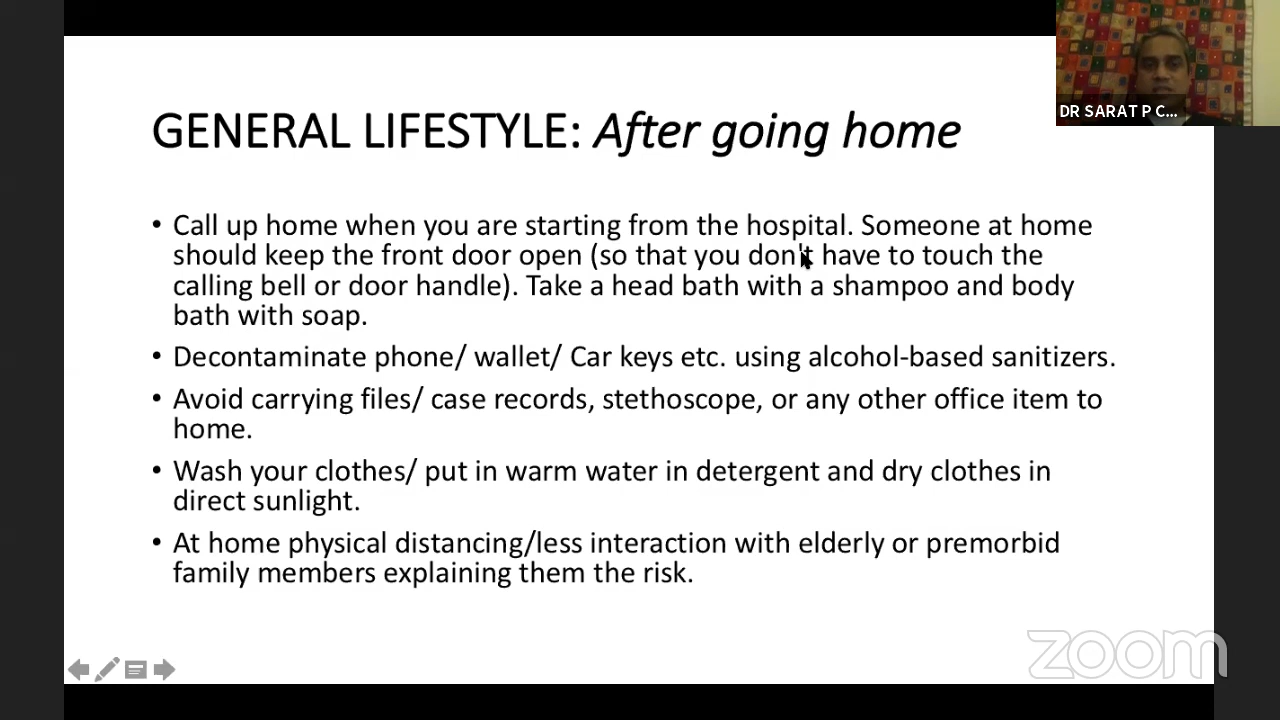 DR SARAT P C...
GENERAL LIFESTYLE: After going home
• Call up home when you are starting from the hospital. Someone at home
should keep the front door open (so that you don't have to touch the
calling bell or door handle). Take a head bath with a shampoo and body
bath with soap.
• Decontaminate phone/ wallet/ Car keys etc. using alcohol-based sanitizers.
• Avoid carrying files/ case records, stethoscope, or any other office item to
home.
• Wash your clothes/ put in warm water in detergent and dry clothes in
direct sunlight.
• At home physical distancing/less interaction with elderly or premorbid
family members explaining them the risk.
zoom